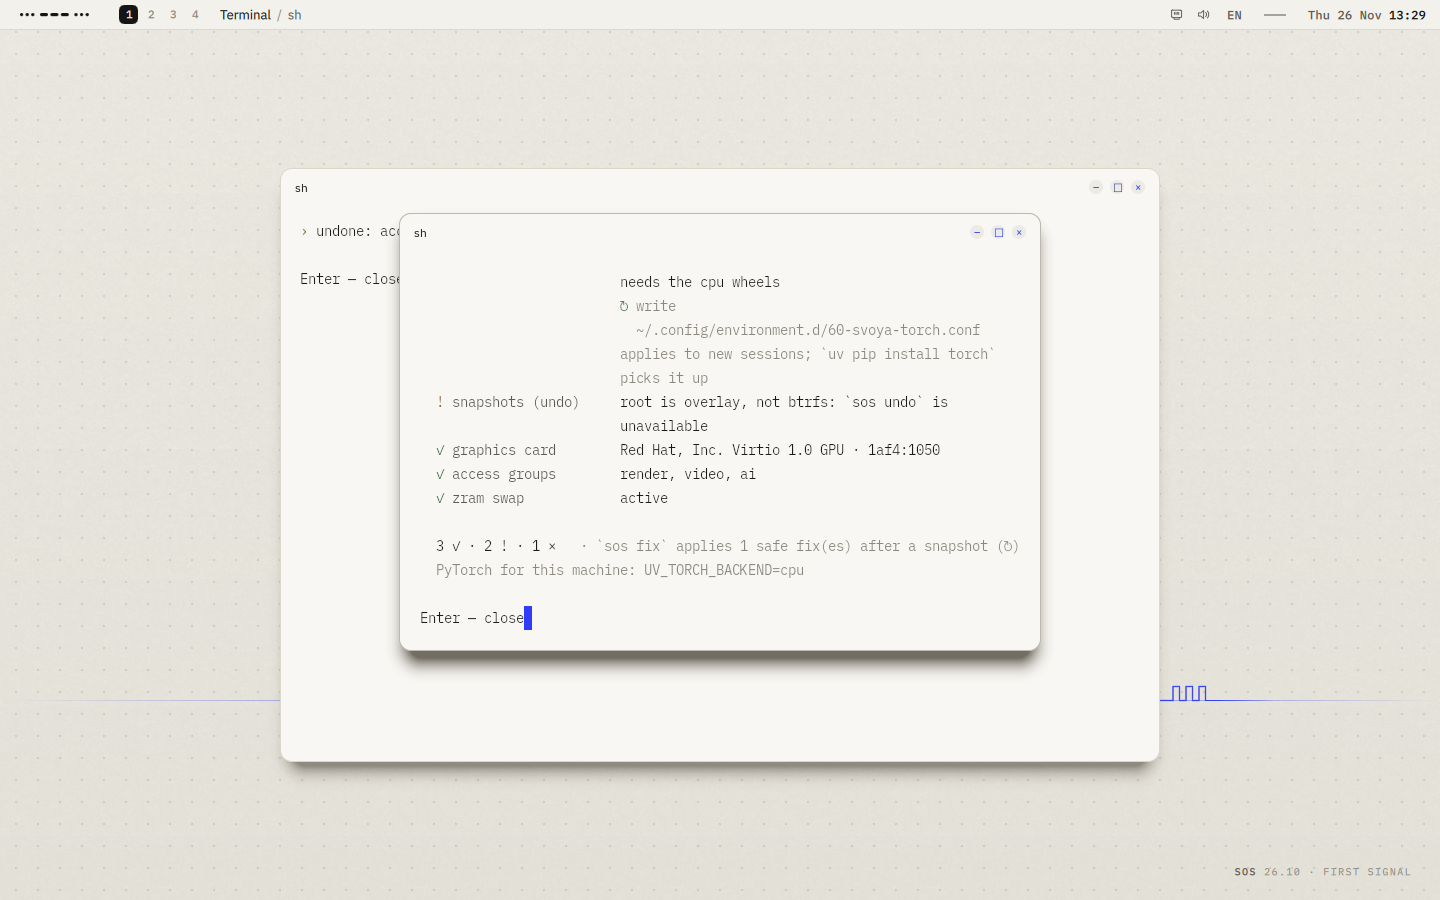 1 2 3 4 Terminal / sh EN Thu 26 Nov 13:29
sh
› undone: acc
Enter — close
sh
needs the cpu wheels
↻ write
~/.config/environment.d/60-svoya-torch.conf
applies to new sessions; `uv pip install torch`
picks it up
! snapshots (undo) root is overlay, not btrfs: `sos undo` is
unavailable
✓ graphics card Red Hat, Inc. Virtio 1.0 GPU · 1af4:1050
✓ access groups render, video, ai
✓ zram swap active
3 ✓ · 2 ! · 1 × · `sos fix` applies 1 safe fix(es) after a snapshot (↻)
PyTorch for this machine: UV_TORCH_BACKEND=cpu
Enter — close
SOS 26.10 · FIRST SIGNAL